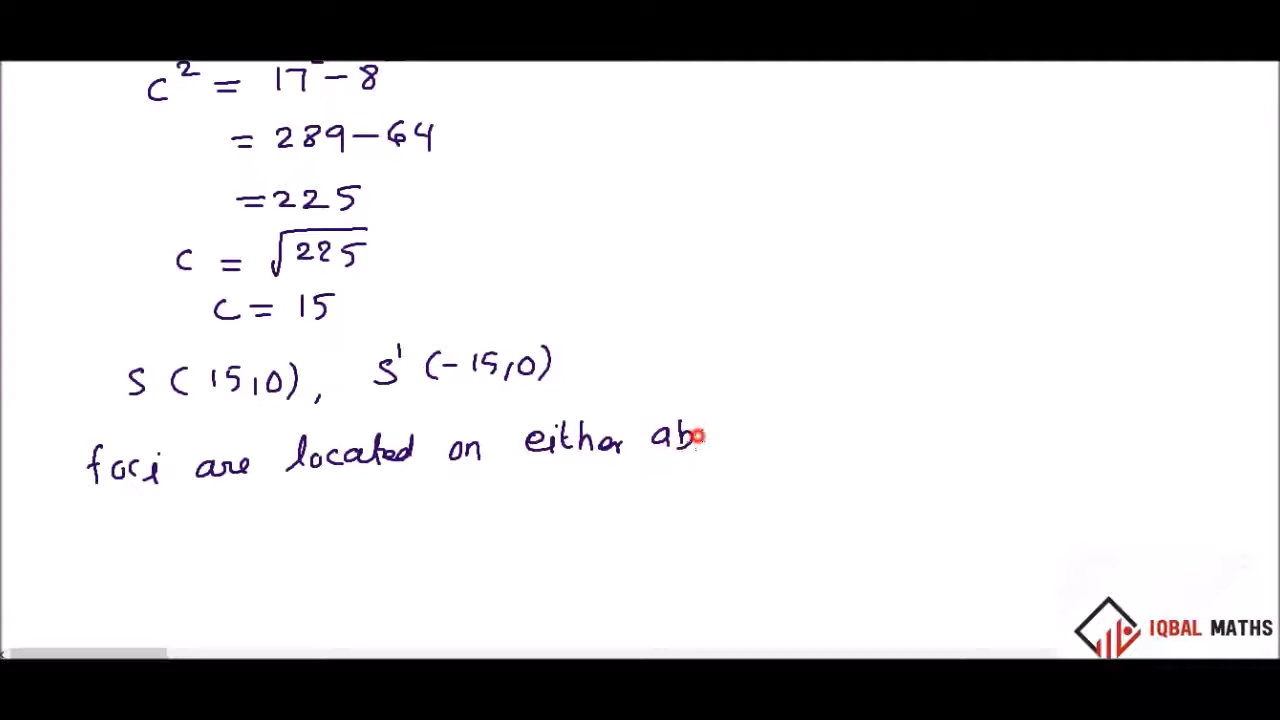 c² = 17² - 8
= 289 - 64
= 225
c = √225
c = 15
S (15,0), S' (-15,0)
foci are located on either ab
IQBAL MATHS